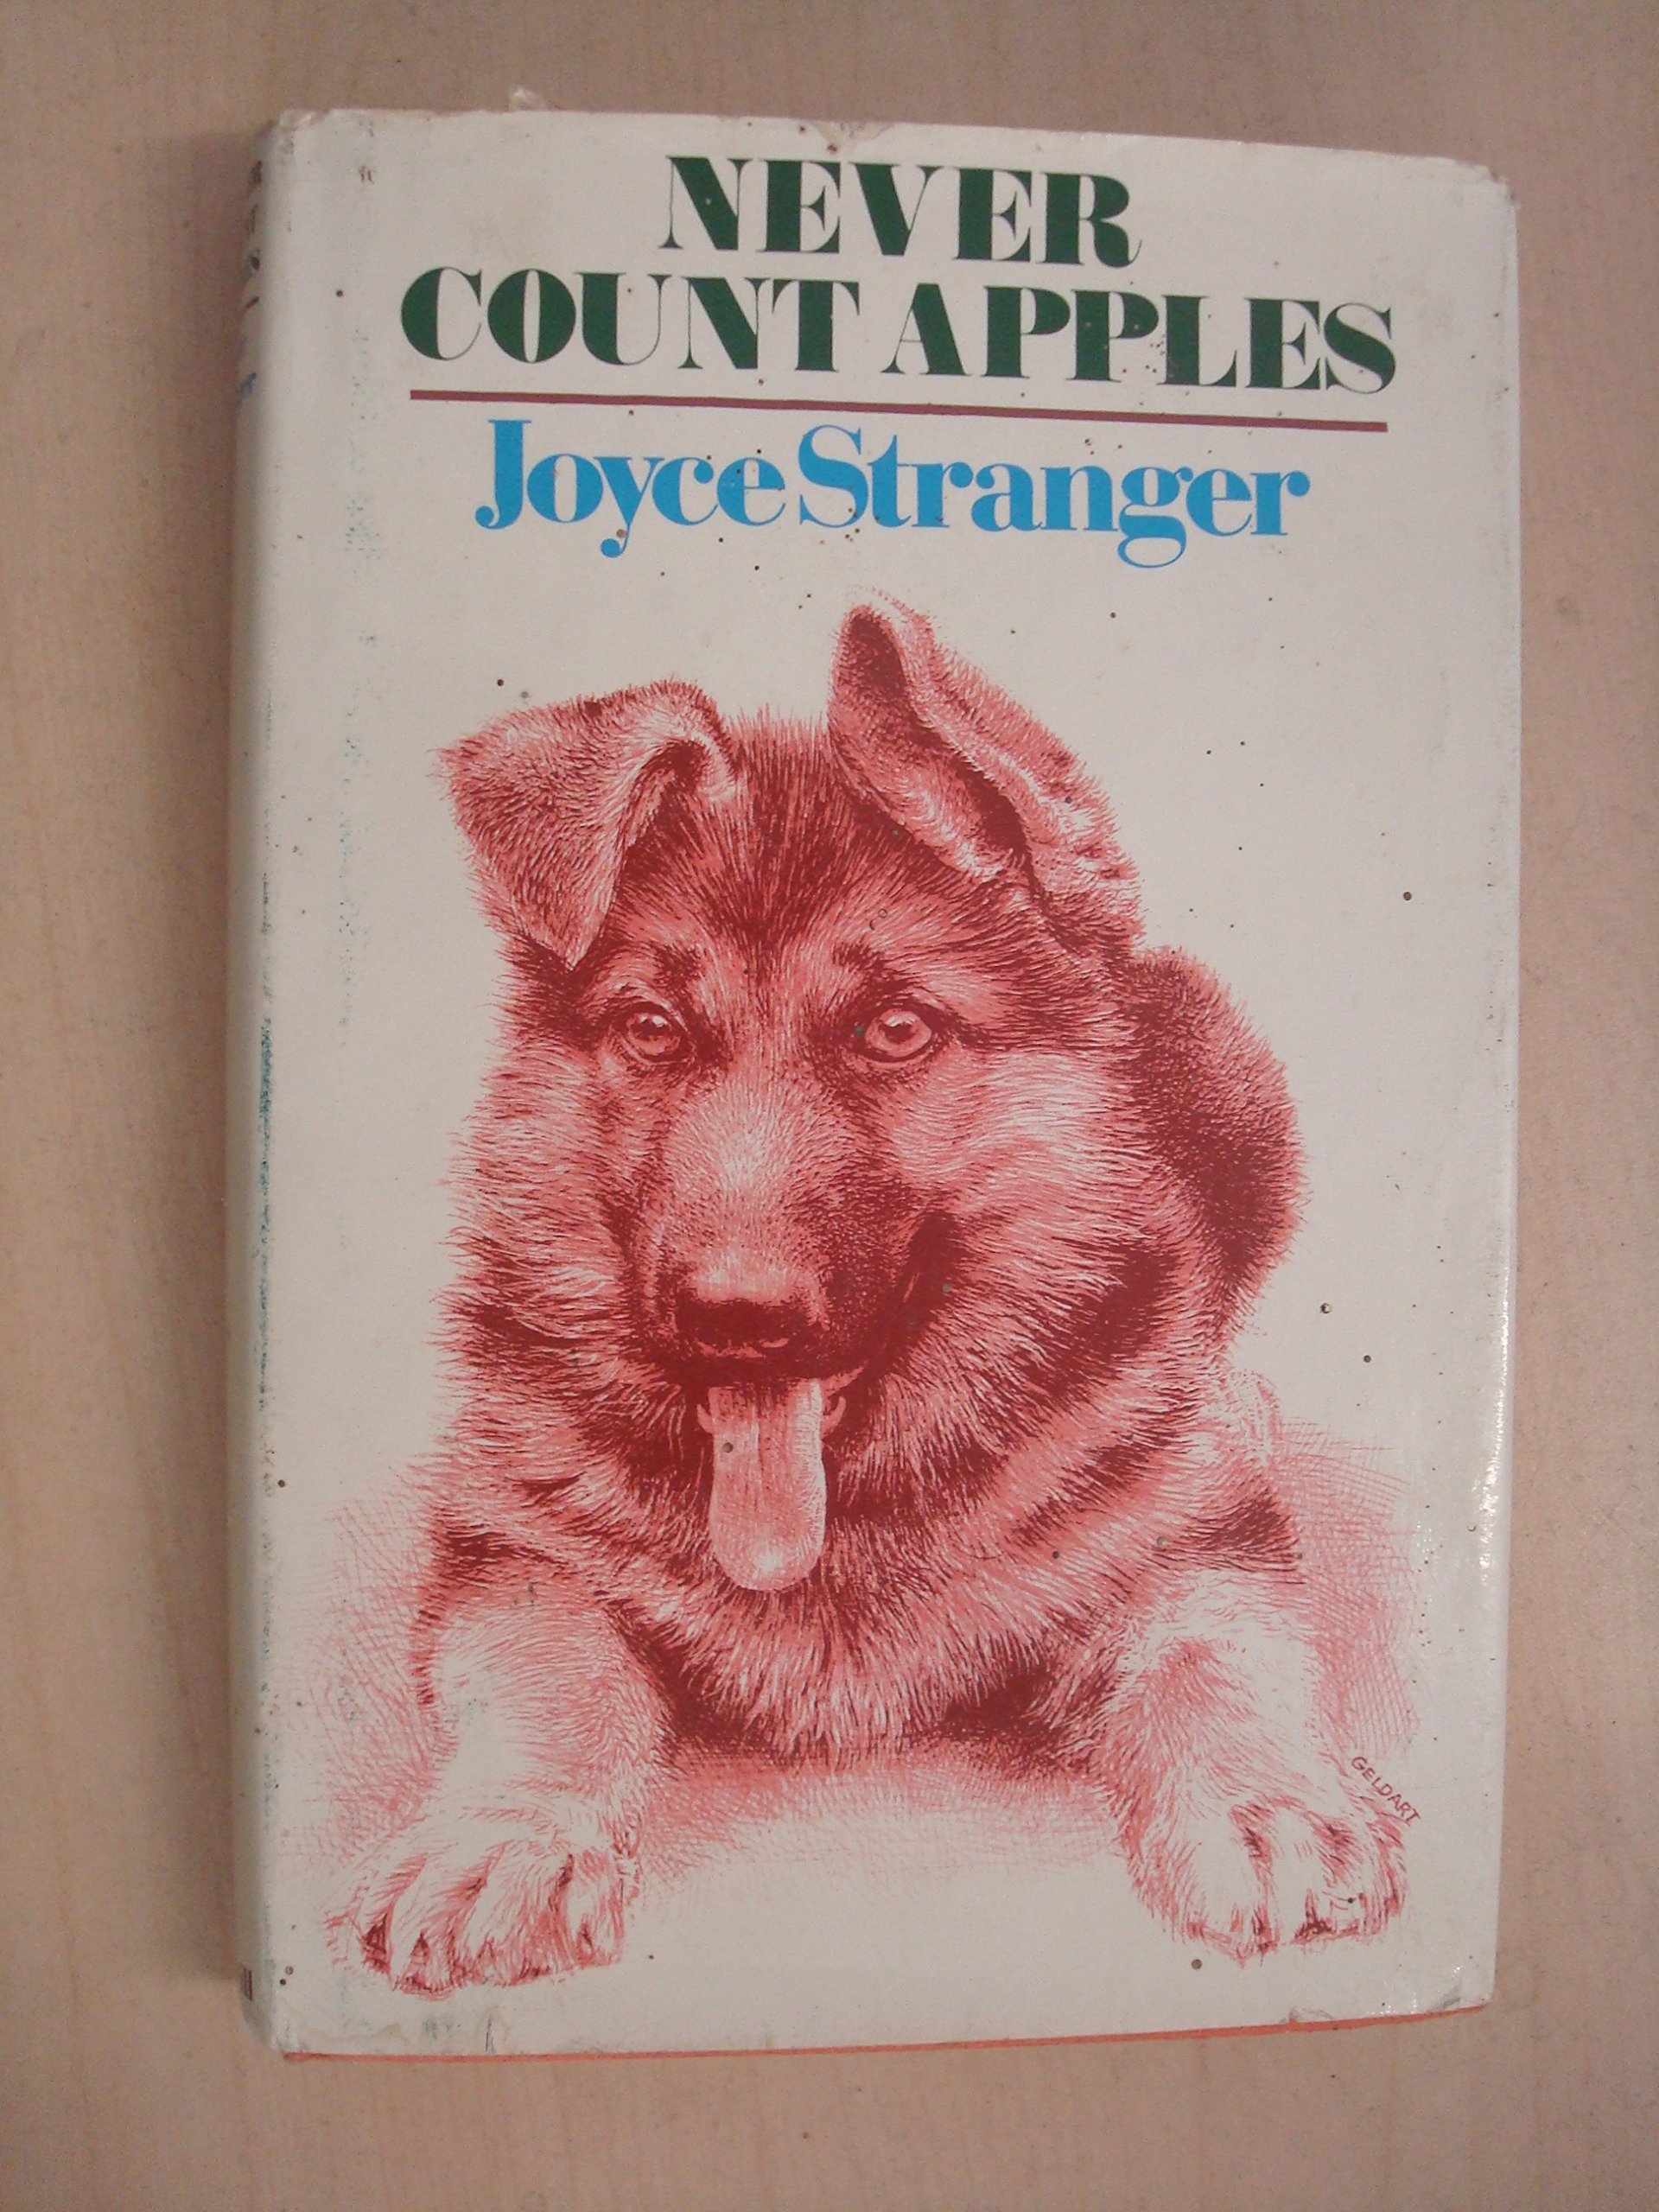 NEVER
COUNT APPLES
Joyce Stranger
GELDART